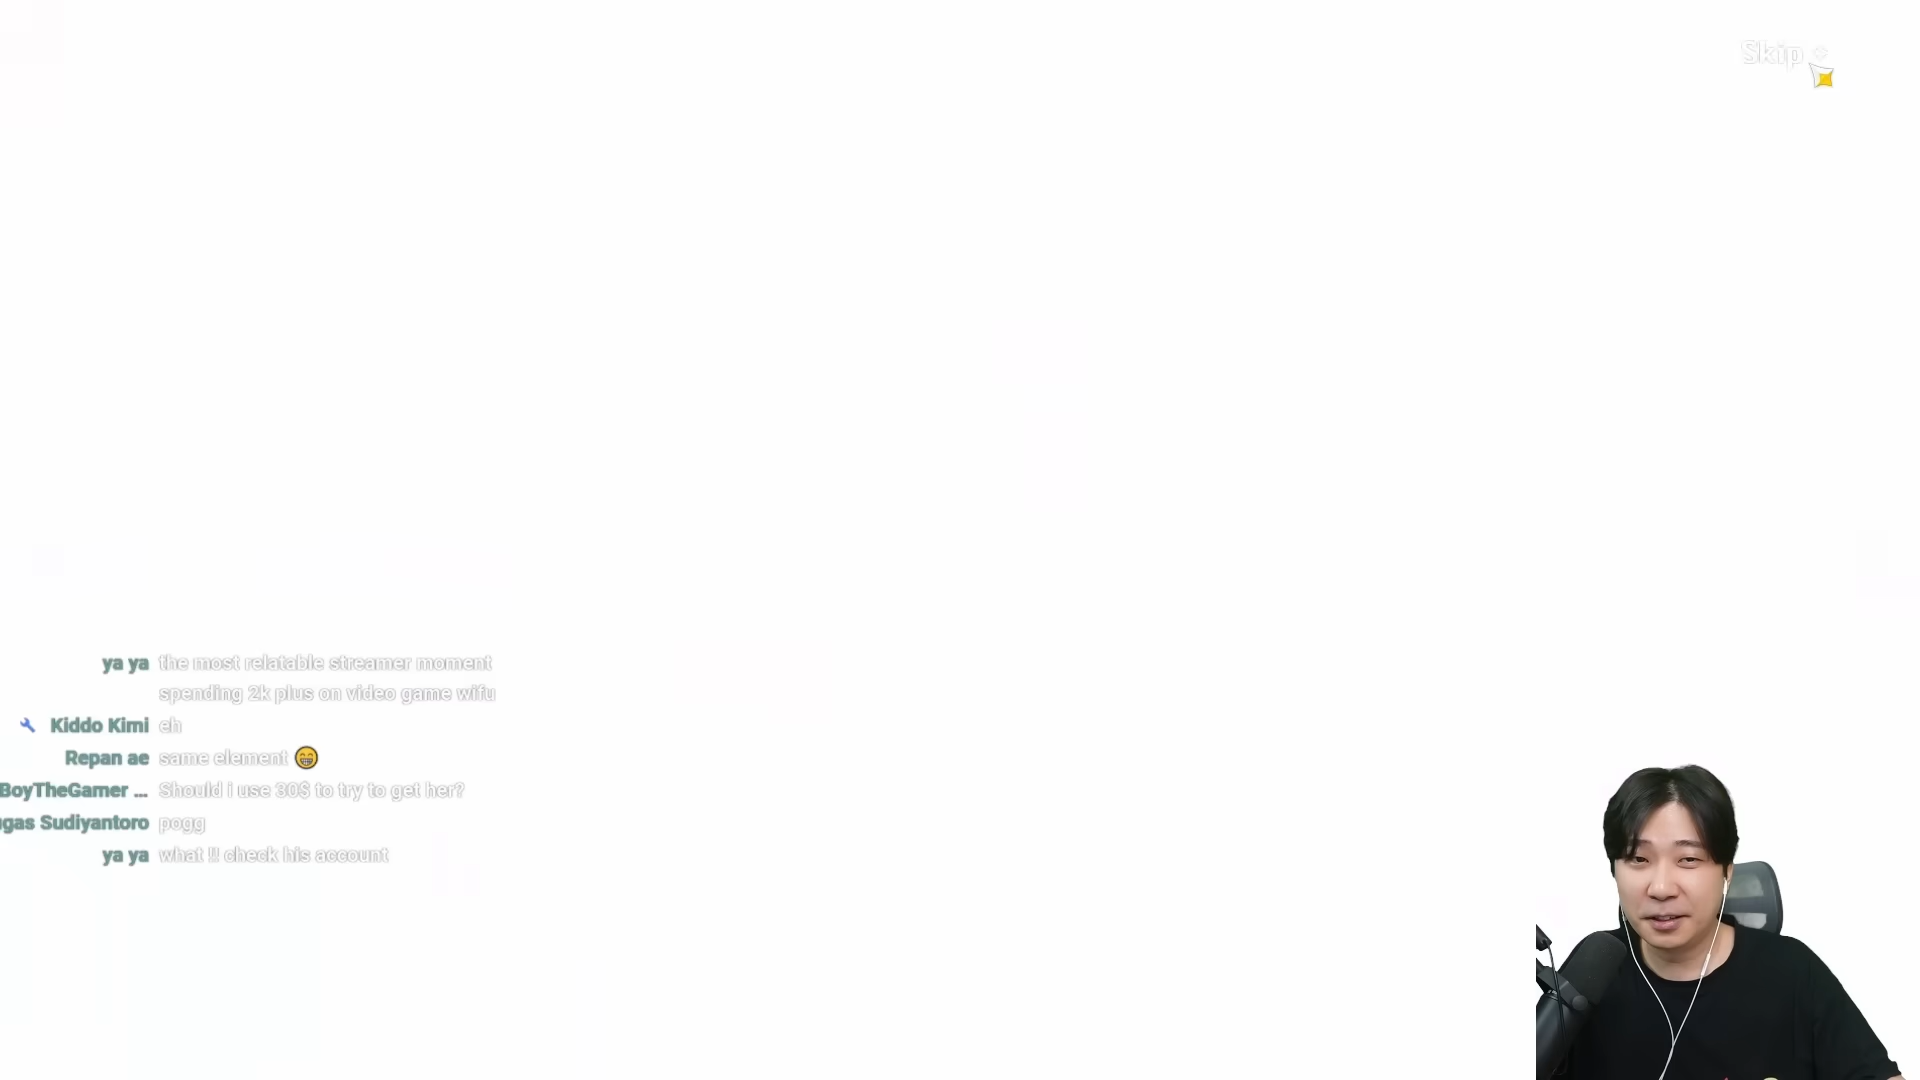 Skip
ya ya the most relatable streamer moment
spending 2k plus on video game wifu
Kiddo Kimi eh
Repan ae same element 😁
BoyTheGamer ... Should i use 30$ to try to get her?
gas Sudiyantoro pogg
ya ya what !! check his account